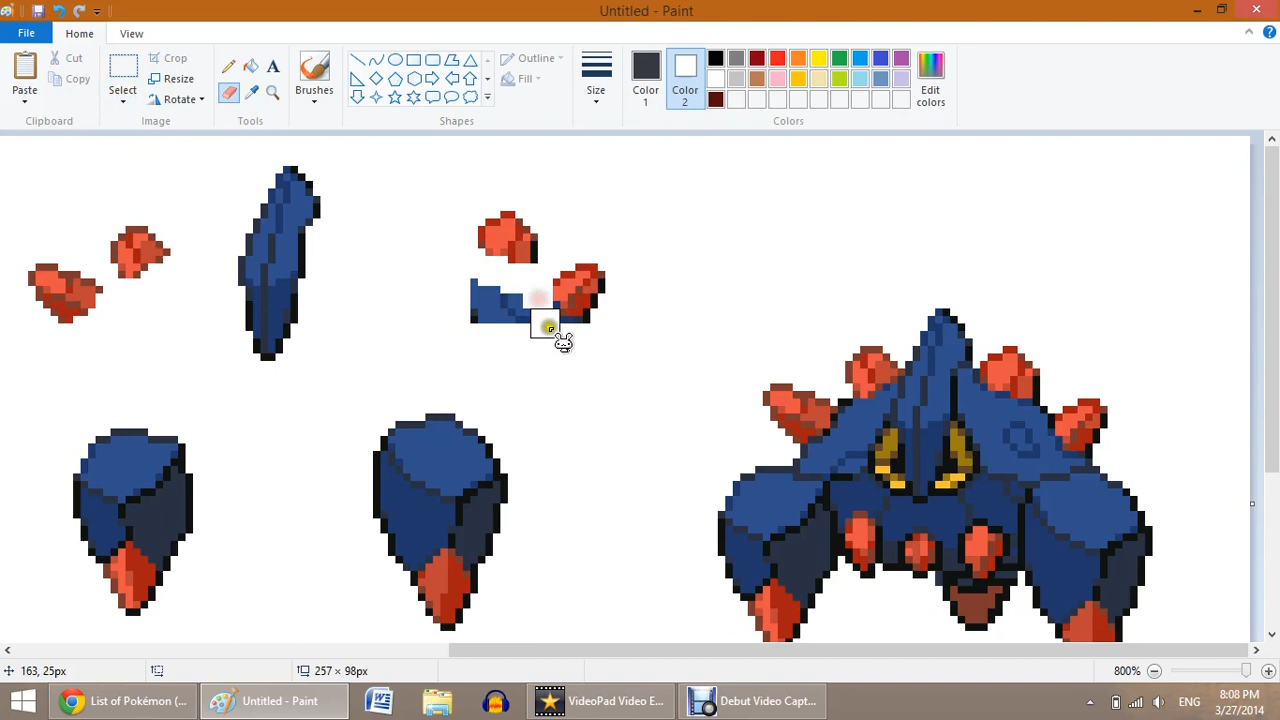 Untitled - Paint
File
Home
View
Paste
Cut
Copy
Clipboard
Select
Crop
Resize
Rotate
Image
A
Tools
Brushes
Outline
Fill
Shapes
Size
Color
1
Color
2
Edit
colors
Colors
163, 25px
257 × 98px
800%
List of Pokémon (...
Untitled - Paint
VideoPad Video E...
Debut Video Capt...
ENG
8:08 PM
3/27/2014